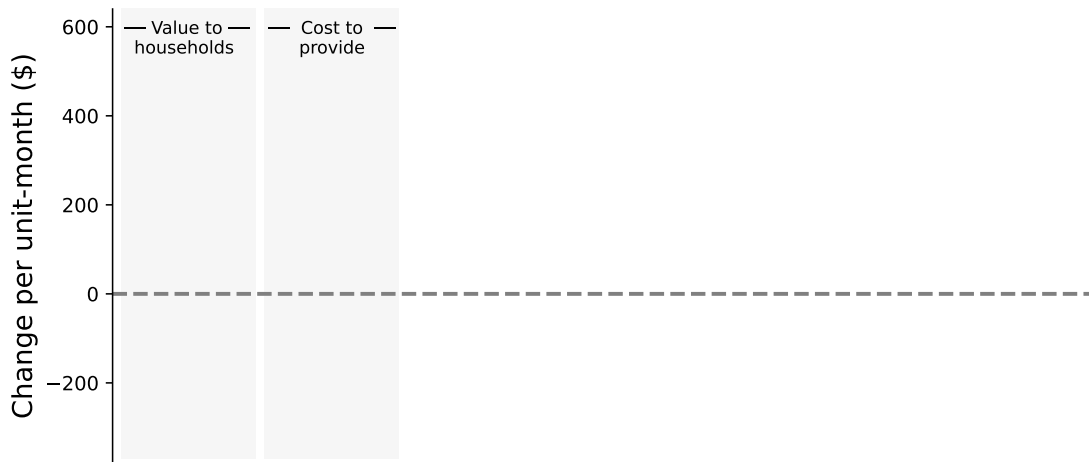 Change per unit-month ($)
600
400
200
0
−200
Value to
households
Cost to
provide